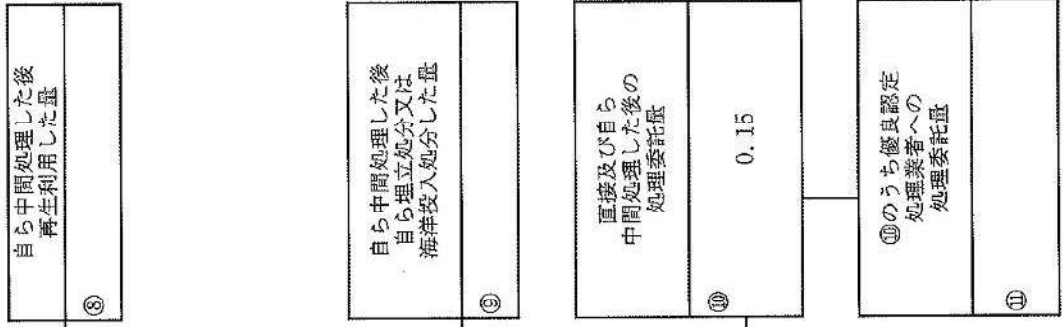 自ら中間処理した後
再生利用した量
⑧
自ら中間処理した後
自ら埋立処分又は
海洋投入処分した量
⑨
直接及び自ら
中間処理した後の
処理委託量
⑩
0.15
⑩のうち優良認定
処理業者への
処理委託量
⑪